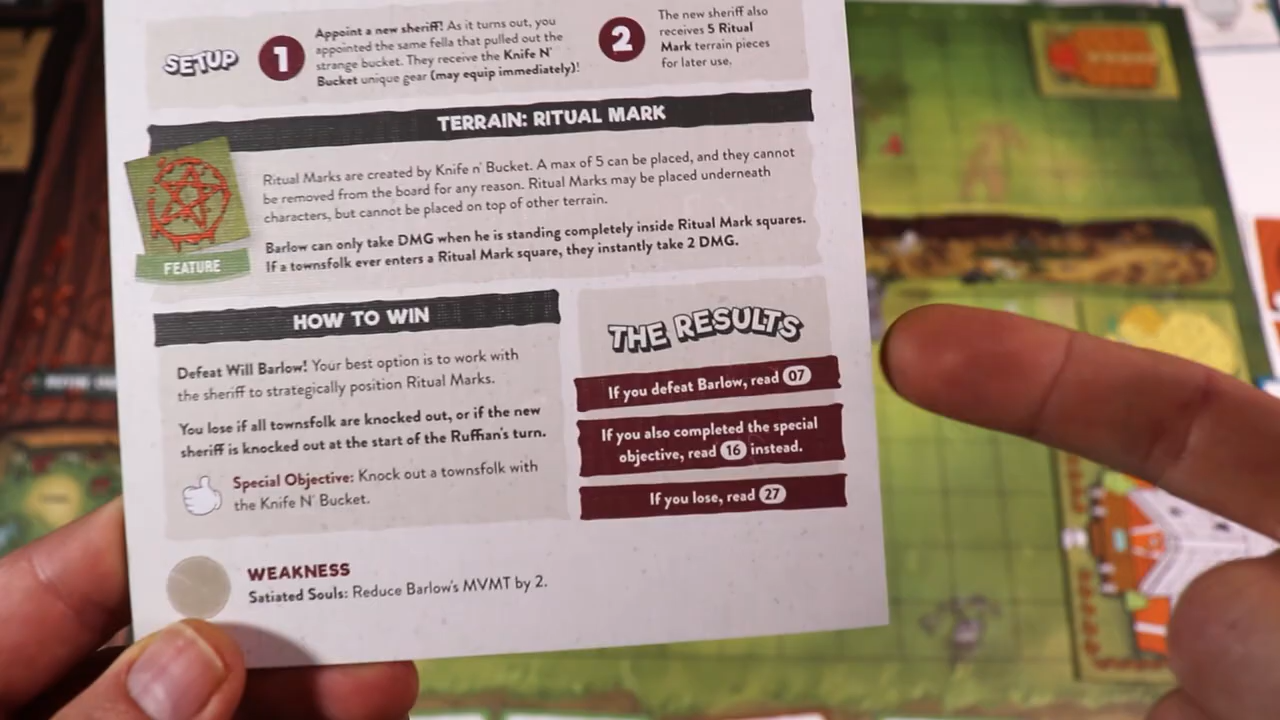 SETUP
1
Appoint a new sheriff! As it turns out, you
appointed the same fella that pulled out the
strange bucket. They receive the Knife N'
Bucket unique gear (may equip immediately)!
2
The new sheriff also
receives 5 Ritual
Mark terrain pieces
for later use.
TERRAIN: RITUAL MARK
FEATURE
Ritual Marks are created by Knife n' Bucket. A max of 5 can be placed, and they cannot
be removed from the board for any reason. Ritual Marks may be placed underneath
characters, but cannot be placed on top of other terrain.
Barlow can only take DMG when he is standing completely inside Ritual Mark squares.
If a townsfolk ever enters a Ritual Mark square, they instantly take 2 DMG.
HOW TO WIN
Defeat Will Barlow! Your best option is to work with
the sheriff to strategically position Ritual Marks.
You lose if all townsfolk are knocked out, or if the new
sheriff is knocked out at the start of the Ruffian's turn.
Special Objective: Knock out a townsfolk with
the Knife N' Bucket.
THE RESULTS
If you defeat Barlow, read 07
If you also completed the special
objective, read 16 instead.
If you lose, read 27
WEAKNESS
Satiated Souls: Reduce Barlow's MVMT by 2.